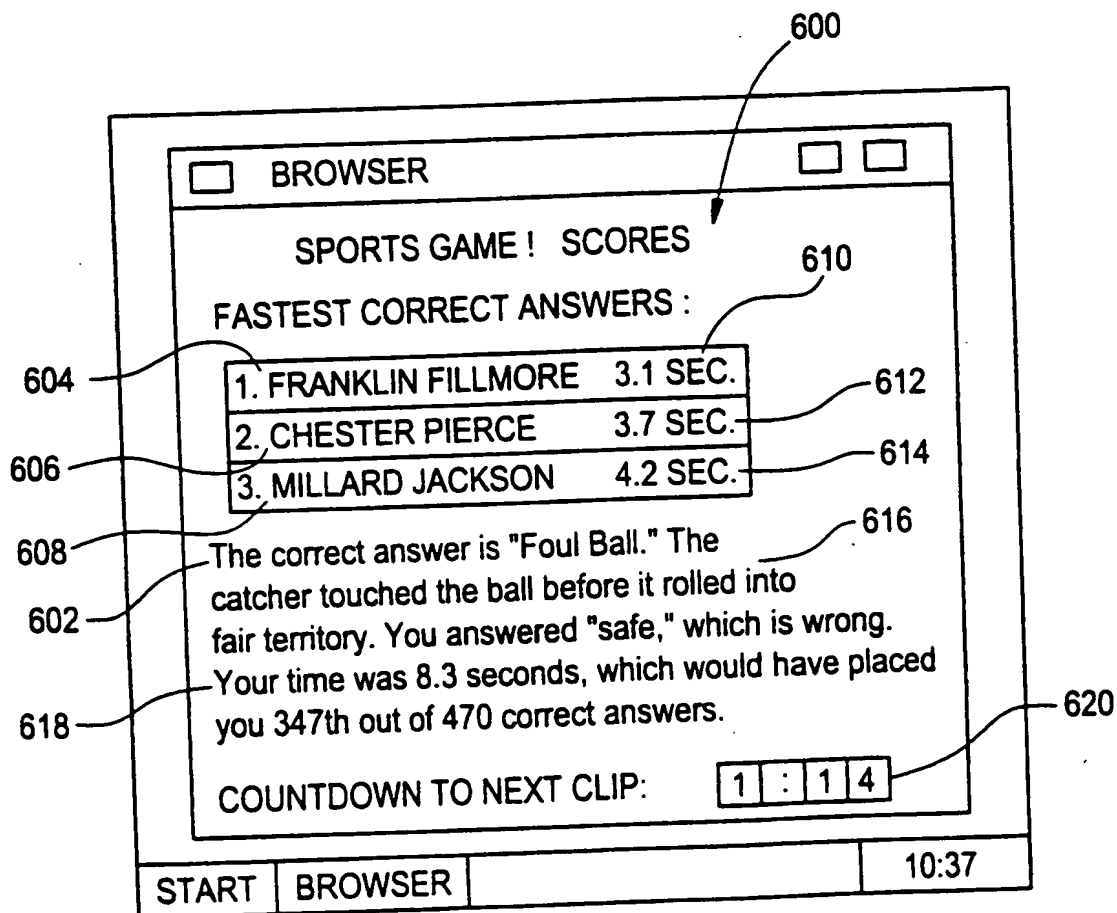 600
BROWSER
SPORTS GAME ! SCORES
610
FASTEST CORRECT ANSWERS :
604
1. FRANKLIN FILLMORE 3.1 SEC.
612
2. CHESTER PIERCE 3.7 SEC.
606
3. MILLARD JACKSON 4.2 SEC.
614
608
616
The correct answer is "Foul Ball." The
602
catcher touched the ball before it rolled into
fair territory. You answered "safe," which is wrong.
618
Your time was 8.3 seconds, which would have placed
you 347th out of 470 correct answers.
620
COUNTDOWN TO NEXT CLIP: 1 : 1 4
START BROWSER 10:37